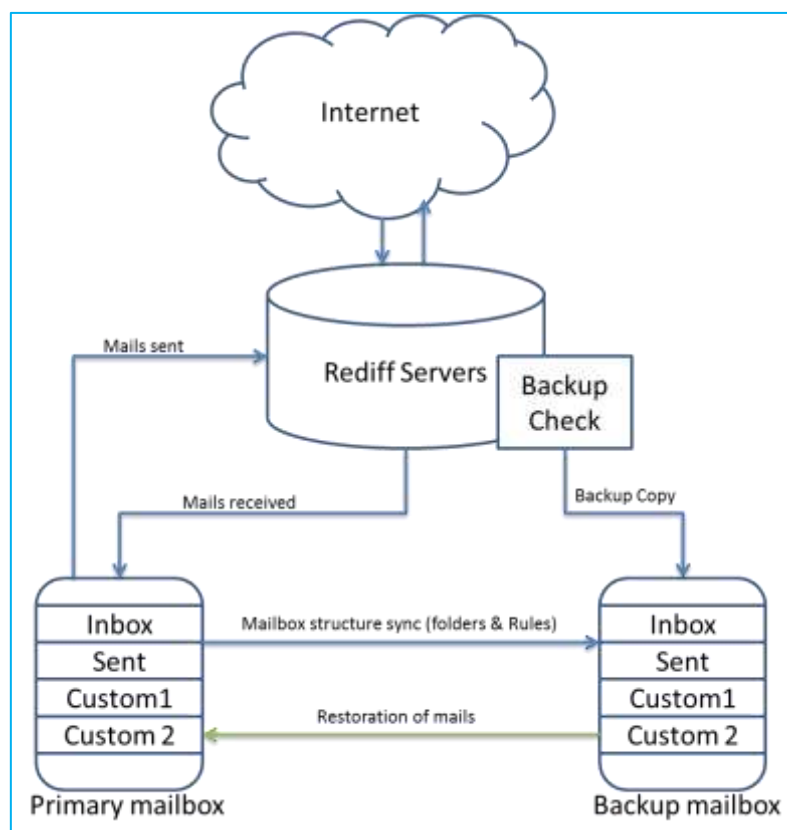 Internet
Mails sent
Rediff Servers
Backup
Check
Mails received
Backup Copy
Inbox
Sent
Custom1
Custom 2
Mailbox structure sync (folders & Rules)
Restoration of mails
Inbox
Sent
Custom1
Custom 2
Primary mailbox
Backup mailbox